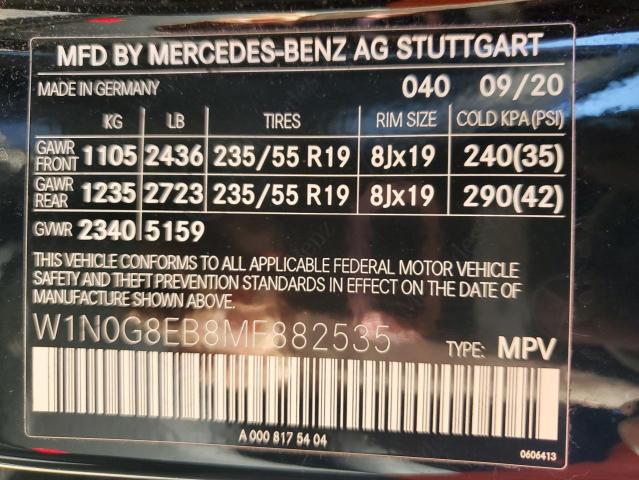 MFD BY MERCEDES-BENZ AG STUTTGART
MADE IN GERMANY 040 09/20
KG LB TIRES RIM SIZE COLD KPA(PSI)
GAWR FRONT 1105 2436 235/55 R19 8Jx19 240(35)
GAWR REAR 1235 2723 235/55 R19 8Jx19 290(42)
GVWR 2340 5159
THIS VEHICLE CONFORMS TO ALL APPLICABLE FEDERAL MOTOR VEHICLE
SAFETY AND THEFT PREVENTION STANDARDS IN EFFECT ON THE DATE OF
MANUFACTURE SHOWN ABOVE.
W1N0G8EB8MF882535 TYPE: MPV
A 000 817 54 04
0606413